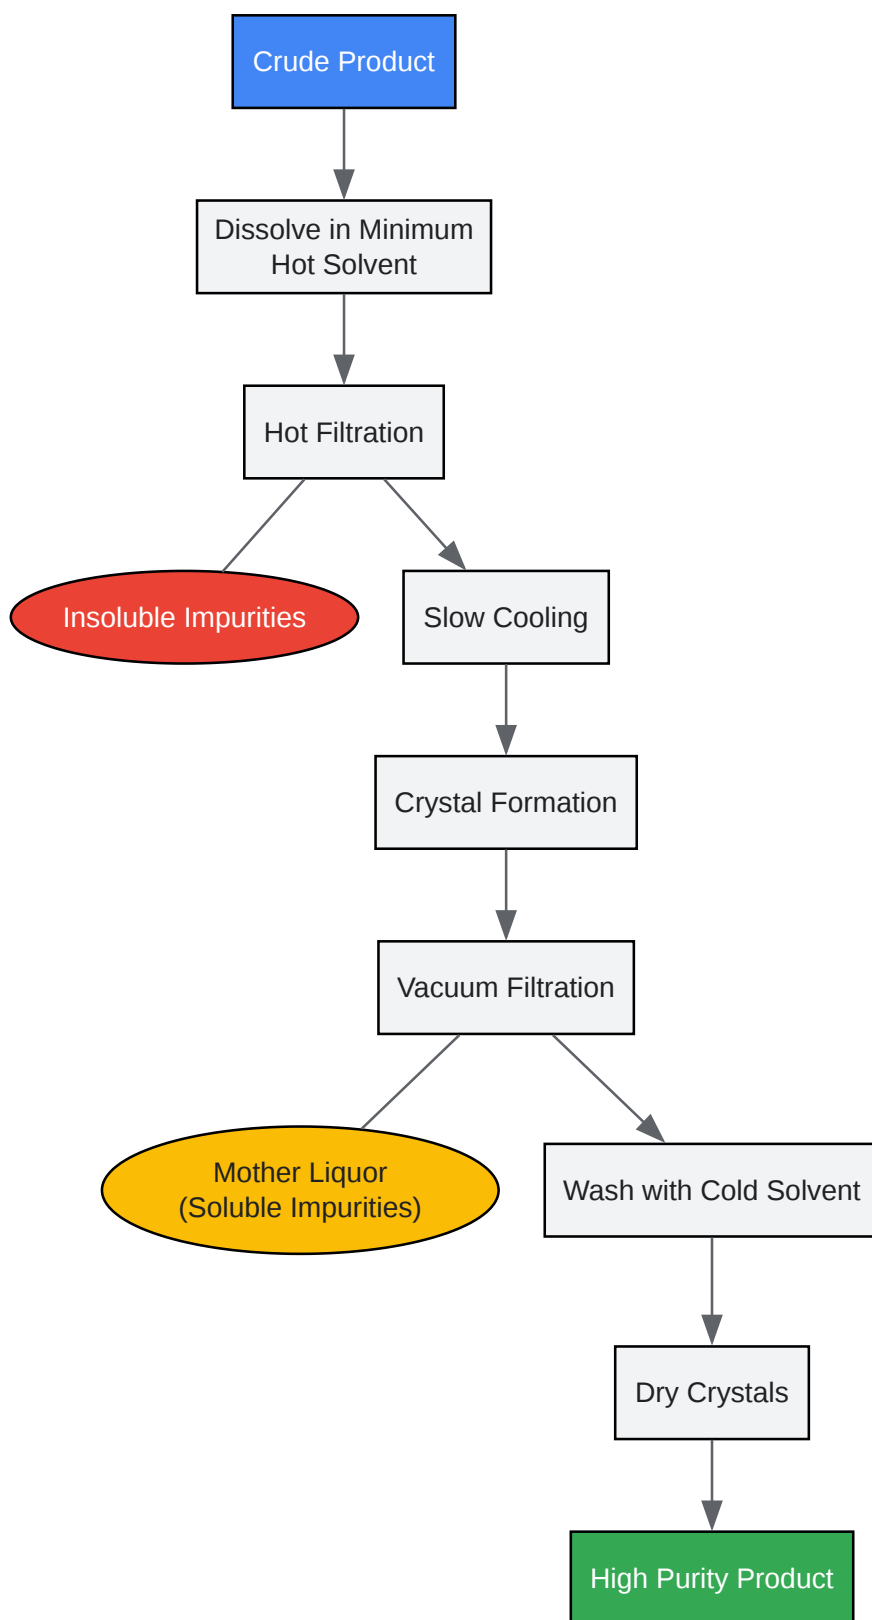 Crude Product
Dissolve in Minimum
Hot Solvent
Hot Filtration
Insoluble Impurities
Slow Cooling
Crystal Formation
Vacuum Filtration
Mother Liquor
(Soluble Impurities)
Wash with Cold Solvent
Dry Crystals
High Purity Product